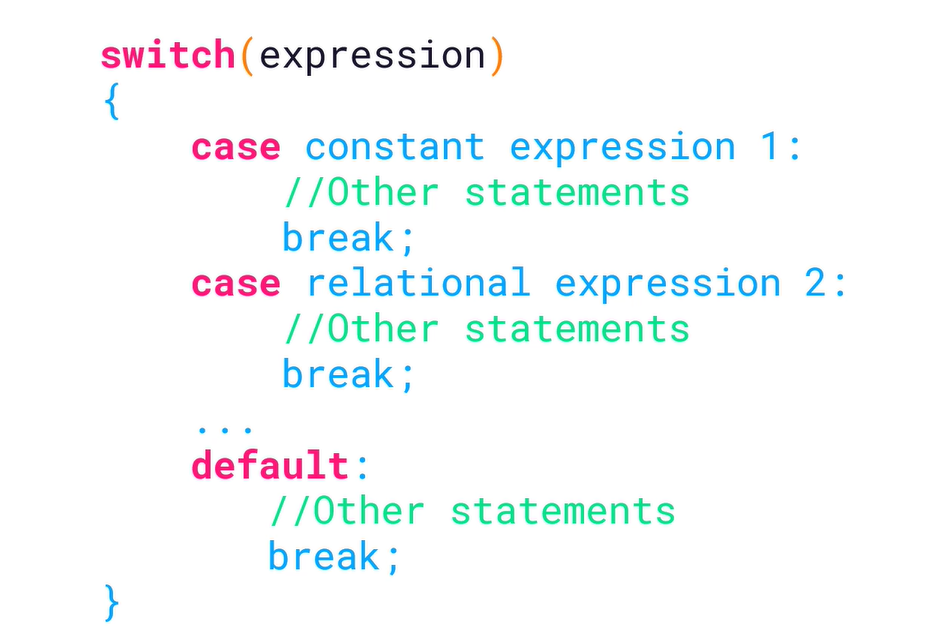 switch(expression)
{
case constant expression 1:
//Other statements
break;
case relational expression 2:
//Other statements
break;
...
default:
//Other statements
break;
}